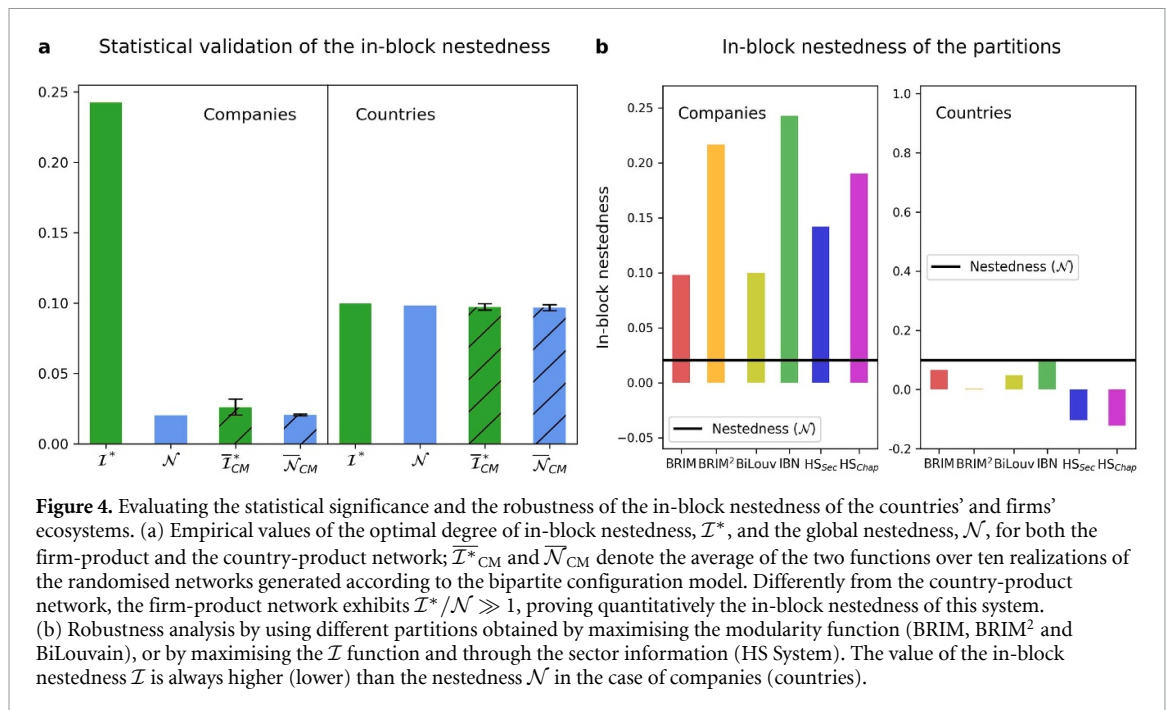 a Statistical validation of the in-block nestedness
0.25
0.20
0.15
0.10
0.05
0.00
Companies
Countries
𝓘* 𝓝 𝓘̅*CM 𝓝̅CM 𝓘* 𝓝 𝓘̅*CM 𝓝̅CM
b In-block nestedness of the partitions
In-block nestedness
0.25
0.20
0.15
0.10
0.05
0.00
−0.05
Companies
Nestedness (𝓝)
BRIM BRIM² BiLouv IBN HSSec HSChap
1.0
0.8
0.6
0.4
0.2
0.0
-0.2
Countries
Nestedness (𝓝)
BRIM BRIM² BiLouv IBN HSSec HSChap
Figure 4. Evaluating the statistical significance and the robustness of the in-block nestedness of the countries' and firms'
ecosystems. (a) Empirical values of the optimal degree of in-block nestedness, 𝓘*, and the global nestedness, 𝓝, for both the
firm-product and the country-product network; 𝓘̅*CM and 𝓝̅CM denote the average of the two functions over ten realizations of
the randomised networks generated according to the bipartite configuration model. Differently from the country-product
network, the firm-product network exhibits 𝓘*/𝓝 ≫ 1, proving quantitatively the in-block nestedness of this system.
(b) Robustness analysis by using different partitions obtained by maximising the modularity function (BRIM, BRIM² and
BiLouvain), or by maximising the 𝓘 function and through the sector information (HS System). The value of the in-block
nestedness 𝓘 is always higher (lower) than the nestedness 𝓝 in the case of companies (countries).